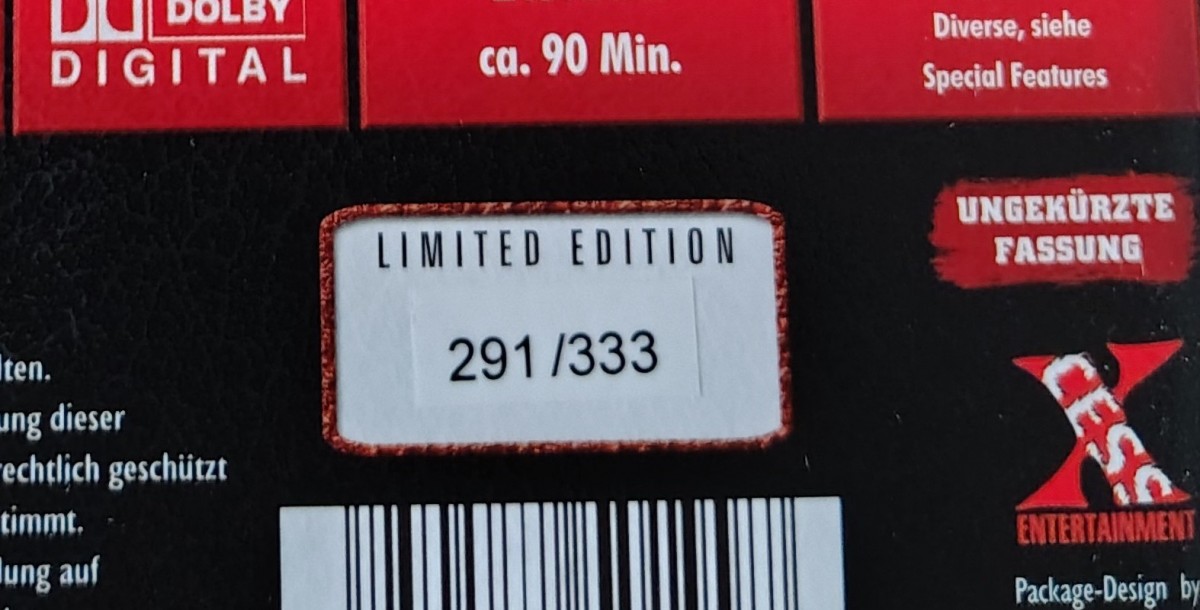 DOLBY
DIGITAL
ca. 90 Min.
Diverse, siehe
Special Features
UNGEKÜRZTE
FASSUNG
LIMITED EDITION
291/333
lten.
ung dieser
rechtlich geschützt
timmt.
lung auf
XCESS
ENTERTAINMENT
Package-Design by